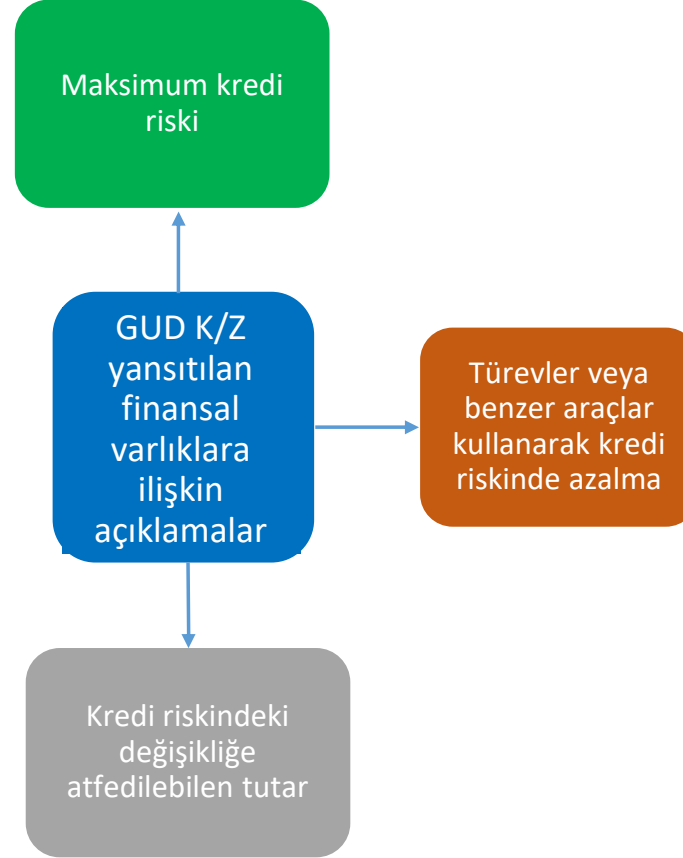 Maksimum kredi
riski
GUD K/Z
yansıtılan
finansal
varlıklara
ilişkin
açıklamalar
Türevler veya
benzer araçlar
kullanarak kredi
riskinde azalma
Kredi riskindeki
değişikliğe
atfedilebilen tutar